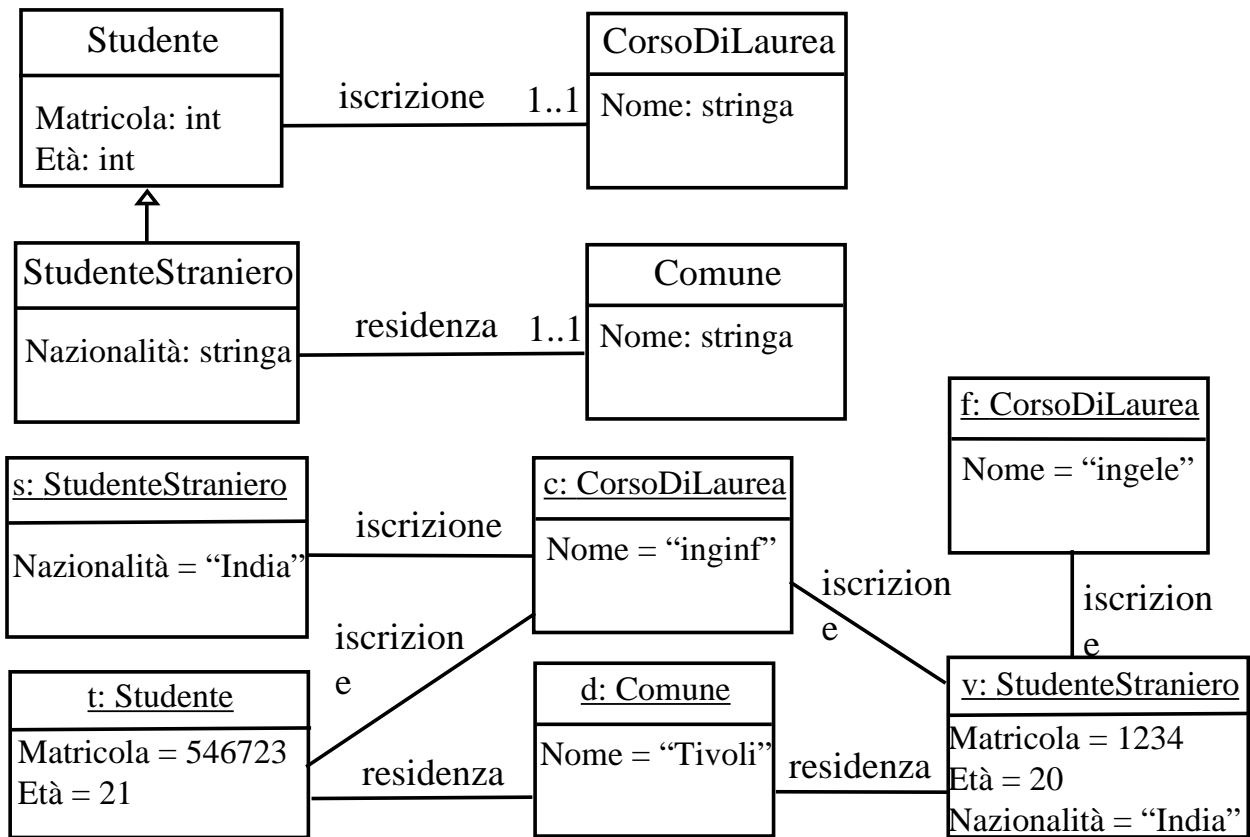 Studente
Matricola: int
Età: int
iscrizione
1..1
CorsoDiLaurea
Nome: stringa
StudenteStraniero
Nazionalità: stringa
residenza
1..1
Comune
Nome: stringa
f: CorsoDiLaurea
Nome = “ingele”
s: StudenteStraniero
Nazionalità = “India”
iscrizione
c: CorsoDiLaurea
Nome = “inginf”
iscrizion
e
iscrizion
e
iscrizion
e
t: Studente
Matricola = 546723
Età = 21
residenza
d: Comune
Nome = “Tivoli”
residenza
v: StudenteStraniero
Matricola = 1234
Età = 20
Nazionalità = “India”